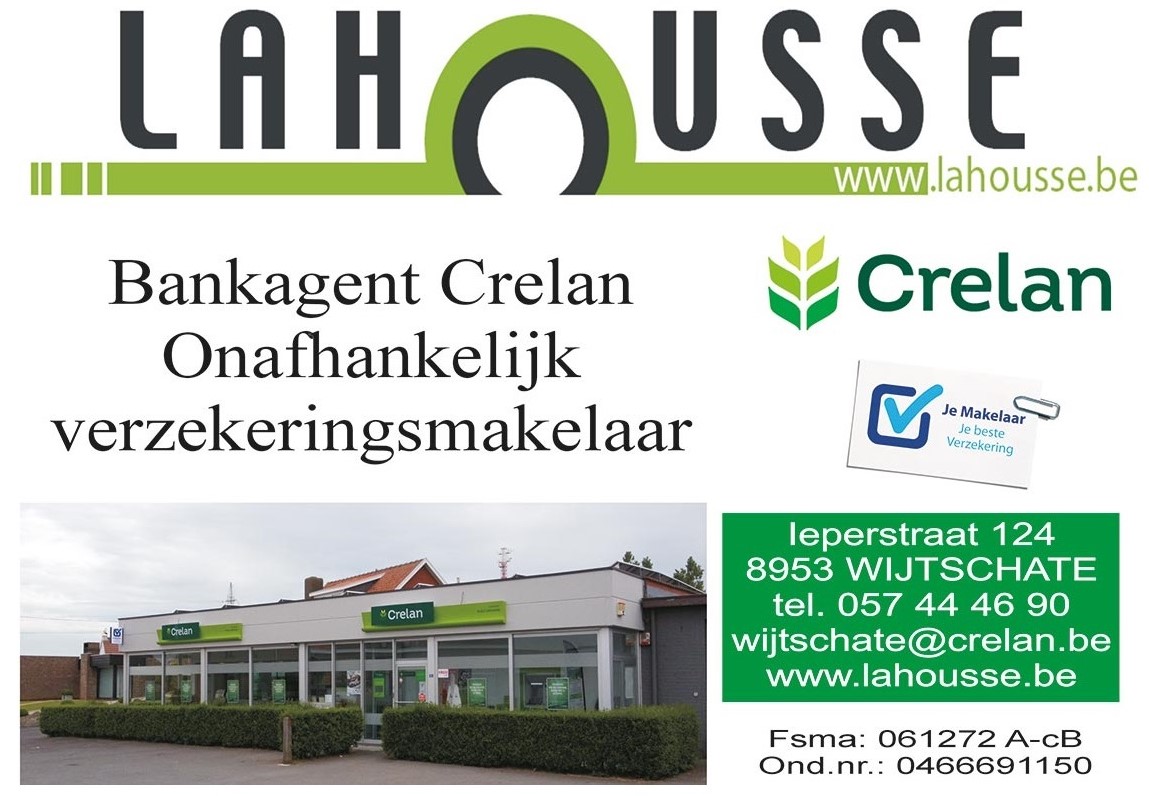 LAHOUSSE
www.lahousse.be
Bankagent Crelan
Onafhankelijk
verzekeringsmakelaar
Crelan
Je Makelaar
Je beste
Verzekering
Crelan
Crelan
Ieperstraat 124
8953 WIJTSCHATE
tel. 057 44 46 90
wijtschate@crelan.be
www.lahousse.be
Fsma: 061272 A-cB
Ond.nr.: 0466691150